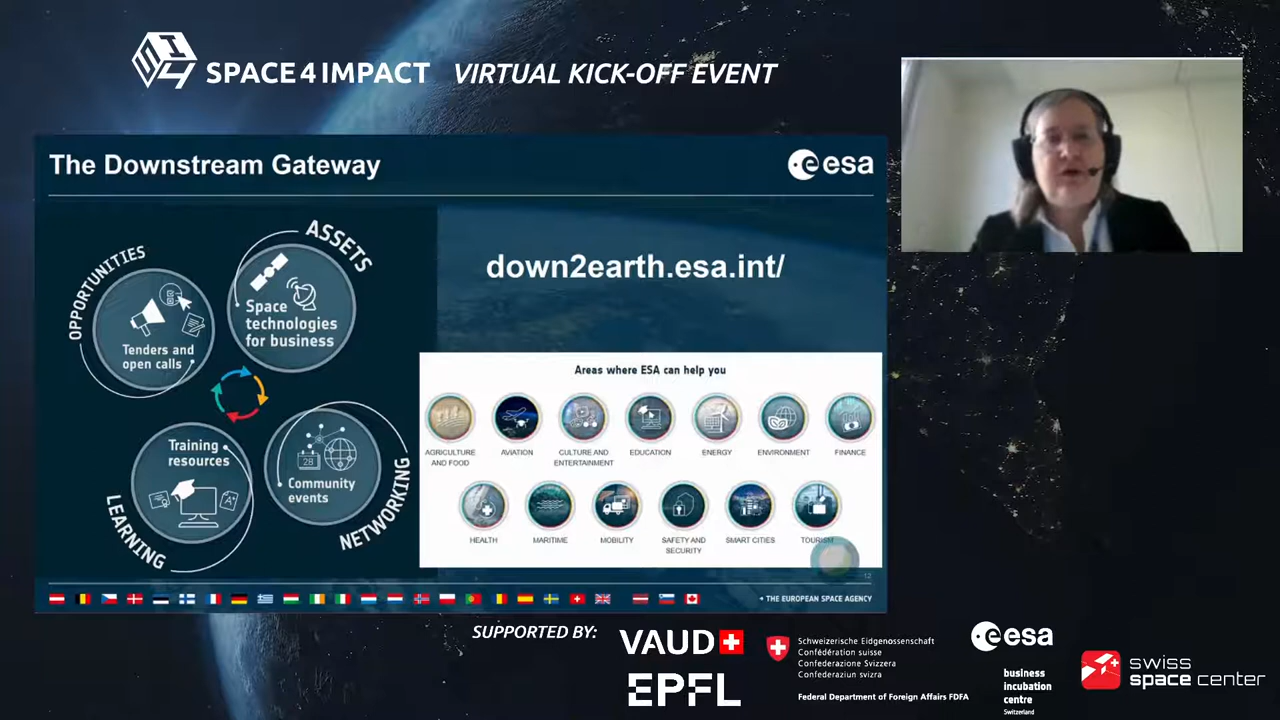 SPACE4IMPACT VIRTUAL KICK-OFF EVENT
The Downstream Gateway
esa
OPPORTUNITIES
Tenders and
open calls
ASSETS
Space
technologies
for business
Training
resources
LEARNING
28
Community
events
NETWORKING
down2earth.esa.int/
Areas where ESA can help you
AGRICULTURE
AND FOOD
AVIATION
CULTURE AND
ENTERTAINMENT
EDUCATION
ENERGY
ENVIRONMENT
FINANCE
HEALTH
MARITIME
MOBILITY
SAFETY AND
SECURITY
SMART CITIES
TOURISM
12
THE EUROPEAN SPACE AGENCY
SUPPORTED BY:
VAUD
EPFL
Schweizerische Eidgenossenschaft
Confédération suisse
Confederazione Svizzera
Confederaziun svizra
Federal Department of Foreign Affairs FDFA
esa
business
incubation
centre
Switzerland
swiss
space center